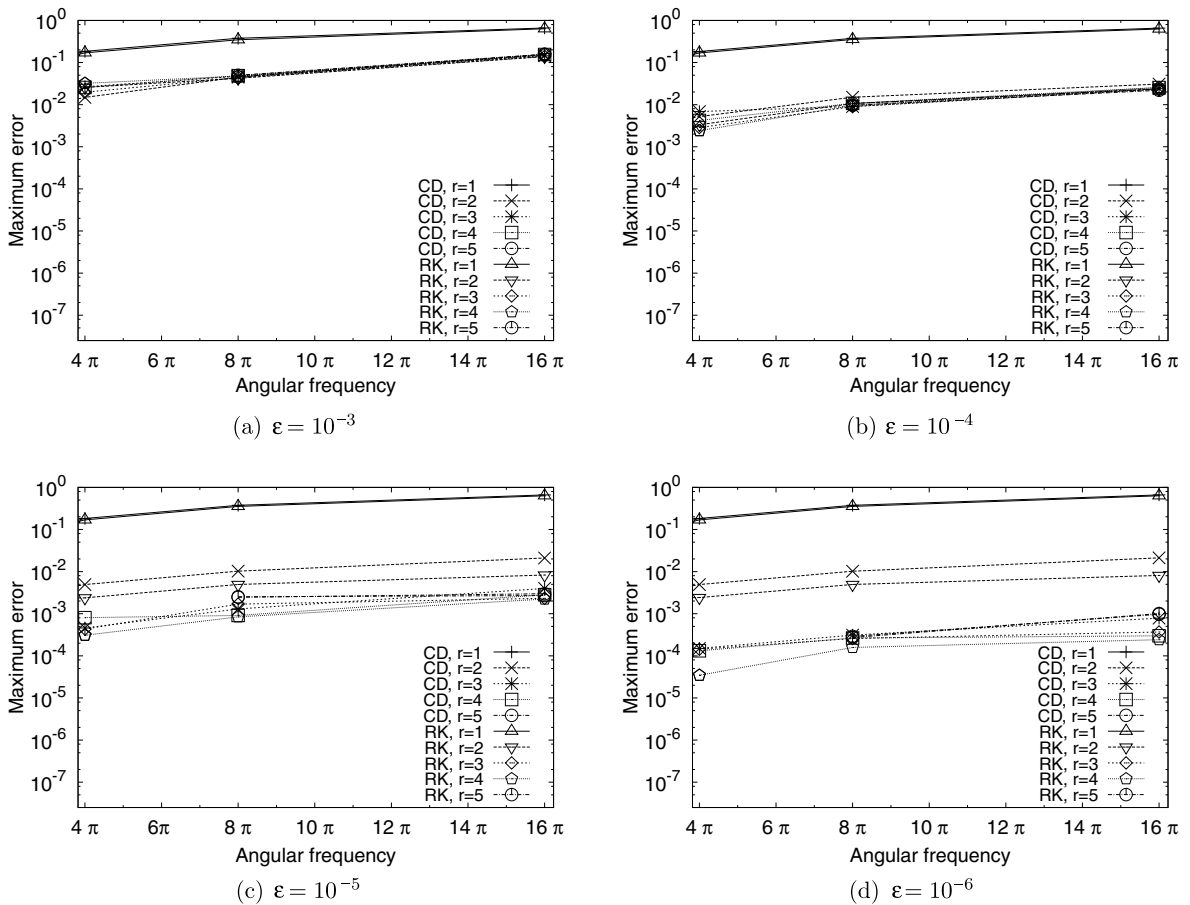 Maximum error
10⁰
10⁻¹
10⁻²
10⁻³
10⁻⁴
10⁻⁵
10⁻⁶
10⁻⁷
CD, r=1
CD, r=2
CD, r=3
CD, r=4
CD, r=5
RK, r=1
RK, r=2
RK, r=3
RK, r=4
RK, r=5
4 π 6 π 8 π 10 π 12 π 14 π 16 π
Angular frequency
(a) ε = 10⁻³
Maximum error
10⁰
10⁻¹
10⁻²
10⁻³
10⁻⁴
10⁻⁵
10⁻⁶
10⁻⁷
CD, r=1
CD, r=2
CD, r=3
CD, r=4
CD, r=5
RK, r=1
RK, r=2
RK, r=3
RK, r=4
RK, r=5
4 π 6 π 8 π 10 π 12 π 14 π 16 π
Angular frequency
(b) ε = 10⁻⁴
Maximum error
10⁰
10⁻¹
10⁻²
10⁻³
10⁻⁴
10⁻⁵
10⁻⁶
10⁻⁷
CD, r=1
CD, r=2
CD, r=3
CD, r=4
CD, r=5
RK, r=1
RK, r=2
RK, r=3
RK, r=4
RK, r=5
4 π 6π 8 π 10 π 12 π 14 π 16 π
Angular frequency
(c) ε = 10⁻⁵
Maximum error
10⁰
10⁻¹
10⁻²
10⁻³
10⁻⁴
10⁻⁵
10⁻⁶
10⁻⁷
CD, r=1
CD, r=2
CD, r=3
CD, r=4
CD, r=5
RK, r=1
RK, r=2
RK, r=3
RK, r=4
RK, r=5
4 π 6 π 8 π 10 π 12 π 14 π 16 π
Angular frequency
(d) ε = 10⁻⁶